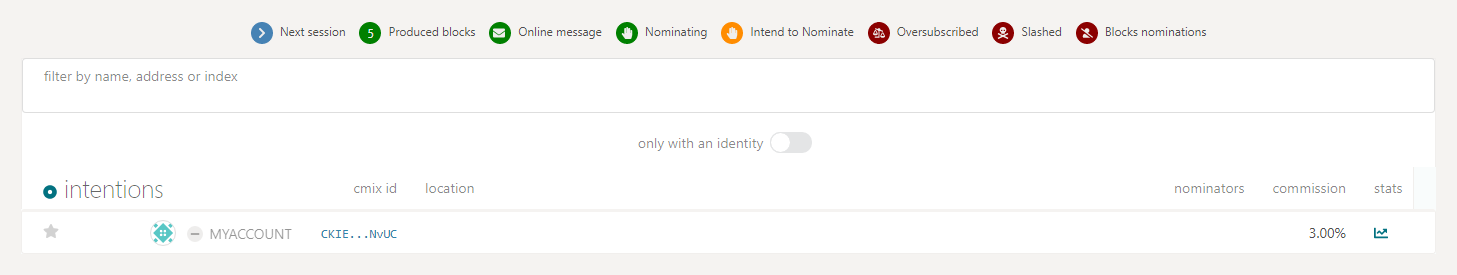 Next session 5 Produced blocks Online message Nominating Intend to Nominate Oversubscribed Slashed Blocks nominations
filter by name, address or index
only with an identity
intentions cmix id location nominators commission stats
MYACCOUNT CKIE...NvUC 3.00%